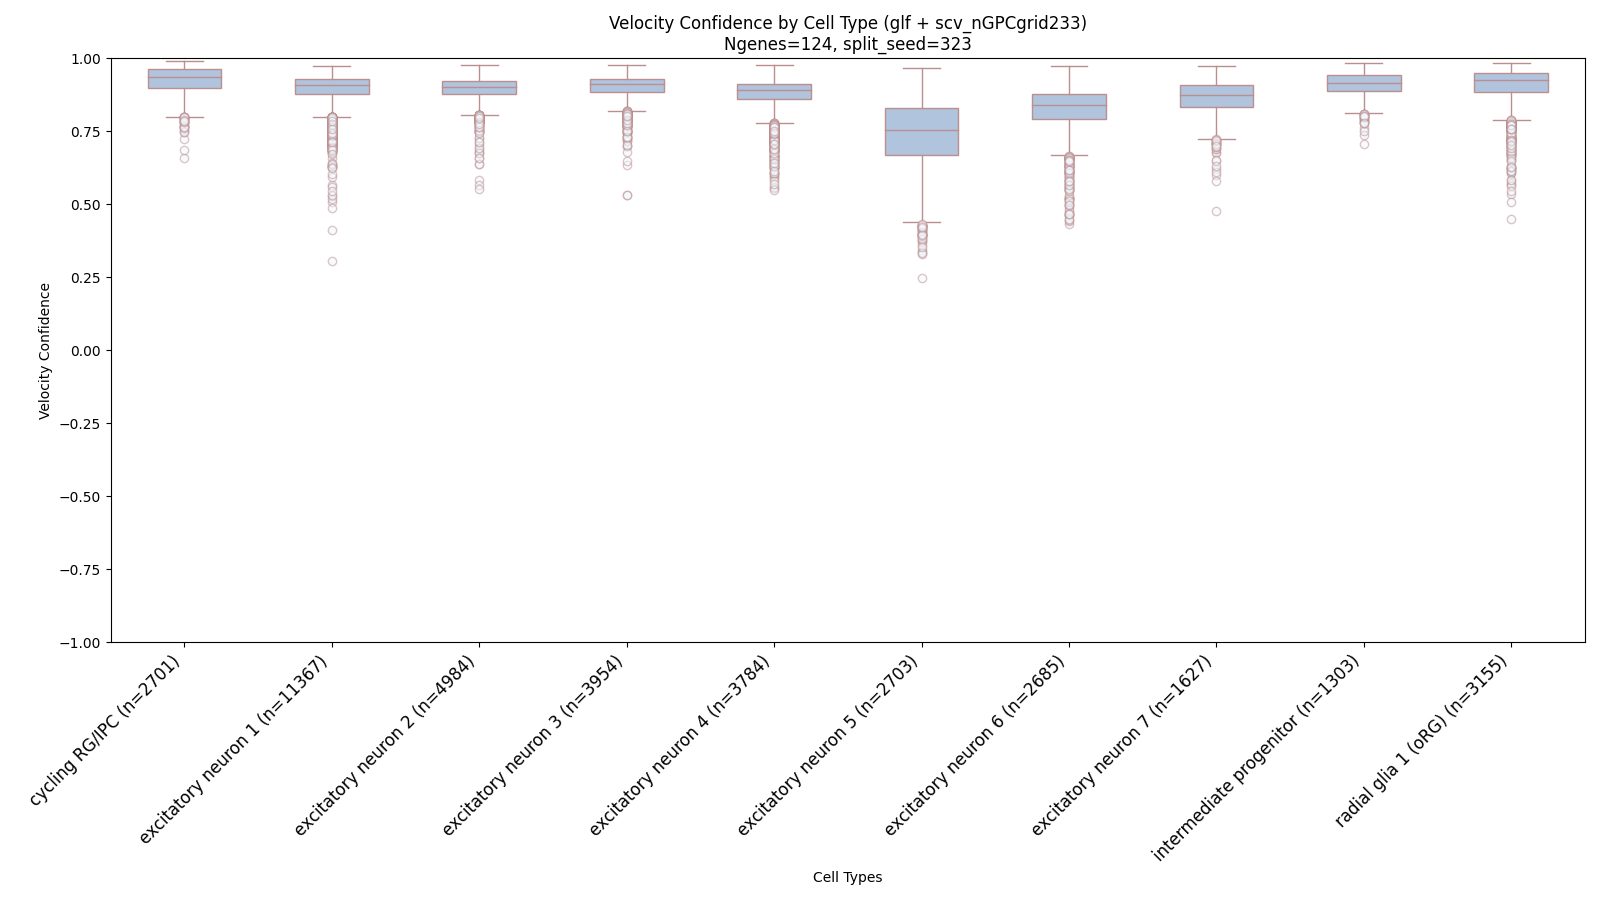 Velocity Confidence by Cell Type (glf + scv_nGPCgrid233)
Ngenes=124, split_seed=323
Velocity Confidence
1.00
0.75
0.50
0.25
0.00
−0.25
−0.50
−0.75
−1.00
cycling RG/IPC (n=2701)
excitatory neuron 1 (n=11367)
excitatory neuron 2 (n=4984)
excitatory neuron 3 (n=3954)
excitatory neuron 4 (n=3784)
excitatory neuron 5 (n=2703)
excitatory neuron 6 (n=2685)
excitatory neuron 7 (n=1627)
intermediate progenitor (n=1303)
radial glia 1 (oRG) (n=3155)
Cell Types